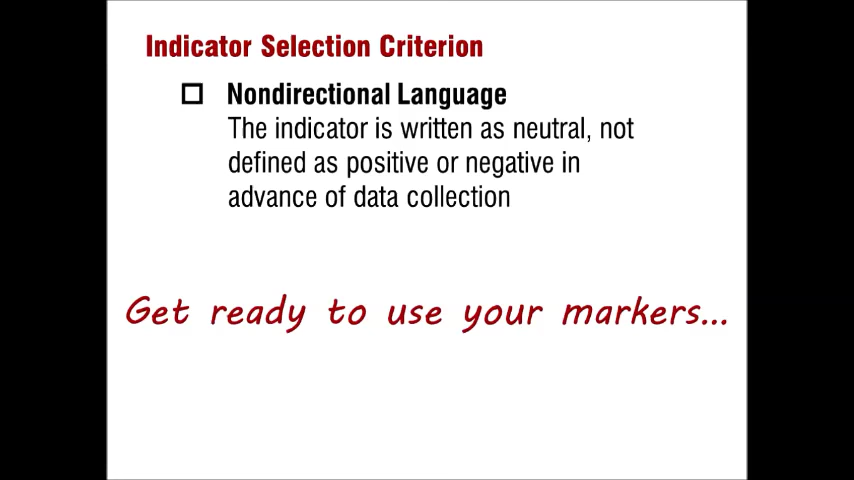 Indicator Selection Criterion
Nondirectional Language
The indicator is written as neutral, not
defined as positive or negative in
advance of data collection
Get ready to use your markers...